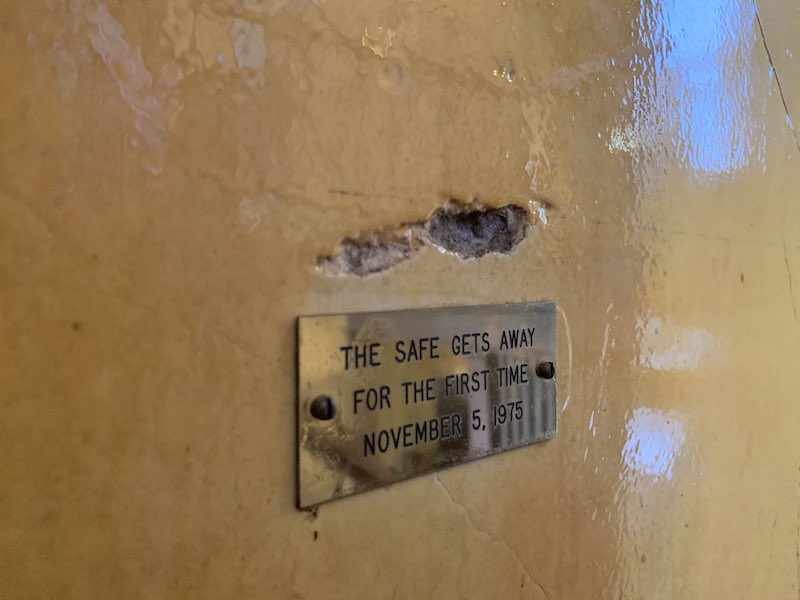 THE SAFE GETS AWAY
FOR THE FIRST TIME
NOVEMBER 5, 1975